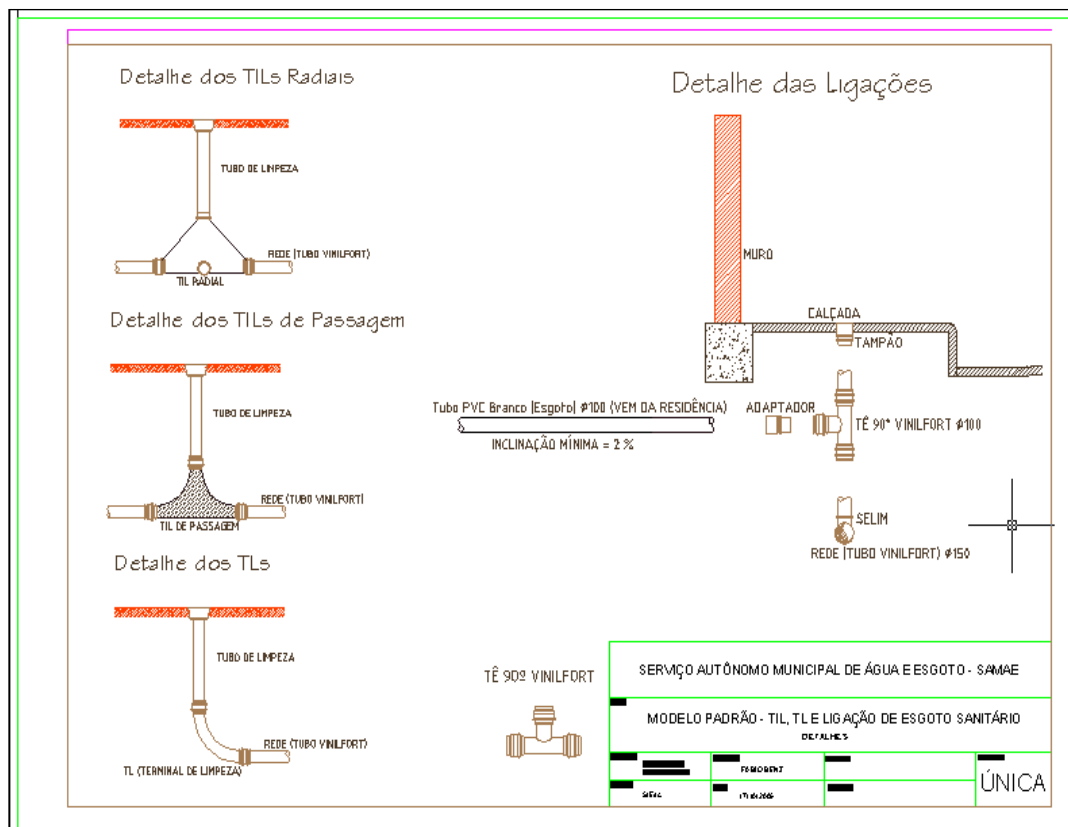 Detalhe dos TILs Radiais
TUBO DE LIMPEZA
REDE (TUBO VINILFORT)
TIL RADIAL
Detalhe dos TILs de Passagem
TUBO DE LIMPEZA
REDE (TUBO VINILFORT)
TIL DE PASSAGEM
Detalhe dos TLs
TUBO DE LIMPEZA
REDE (TUBO VINILFORT)
TL (TERMINAL DE LIMPEZA)
Detalhe das Ligações
MURO
CALÇADA
TAMPÃO
Tubo PVC Branco (Esgoto) Ø100 (VEM DA RESIDÊNCIA)
INCLINAÇÃO MÍNIMA = 2 %
ADAPTADOR
TÊ 90° VINILFORT Ø100
SELIM
REDE (TUBO VINILFORT) Ø150
TÊ 90º VINILFORT
SERVIÇO AUTÔNOMO MUNICIPAL DE ÁGUA E ESGOTO - SAMAE
MODELO PADRÃO - TIL, TL E LIGAÇÃO DE ESGOTO SANITÁRIO
DETALHES
ÚNICA